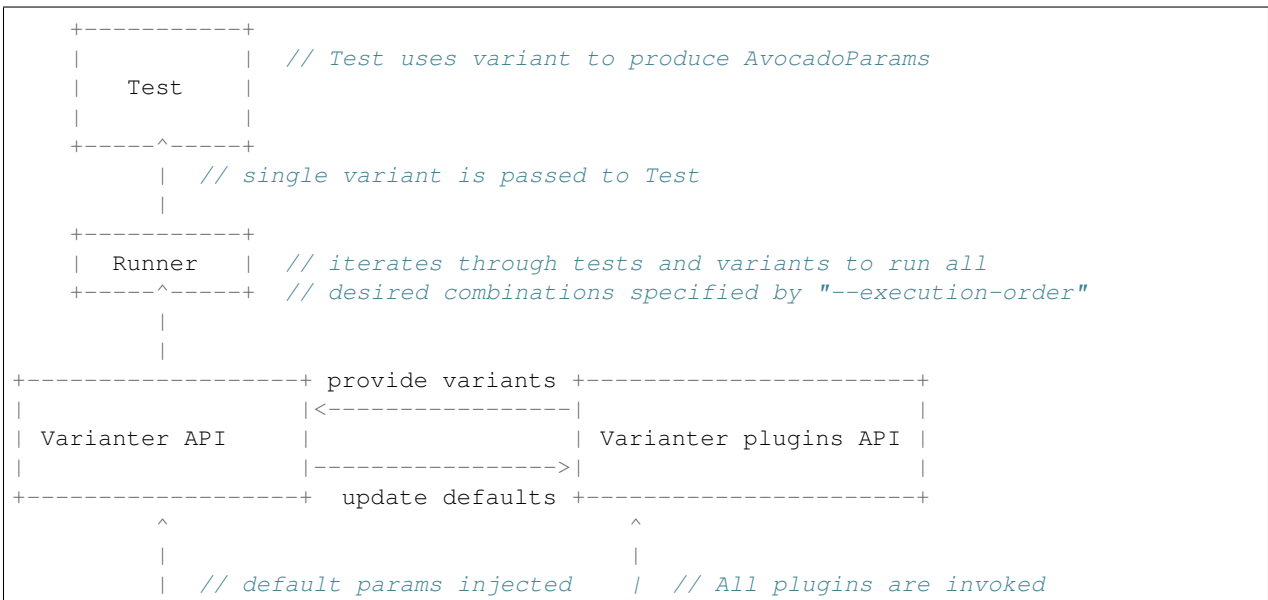 +-----------+
|           |  // Test uses variant to produce AvocadoParams
|   Test    |
|           |
+-----^-----+
|  // single variant is passed to Test
|
+-----------+
|  Runner   |  // iterates through tests and variants to run all
+-----^-----+  // desired combinations specified by "--execution-order"
|
|
+-------------------+ provide variants +-----------------------+
|                   |<-----------------|                       |
| Varianter API     |                  | Varianter plugins API |
|                   |----------------->|                       |
+-------------------+  update defaults +-----------------------+
^                                ^
|                                |
|  // default params injected    |  // All plugins are invoked